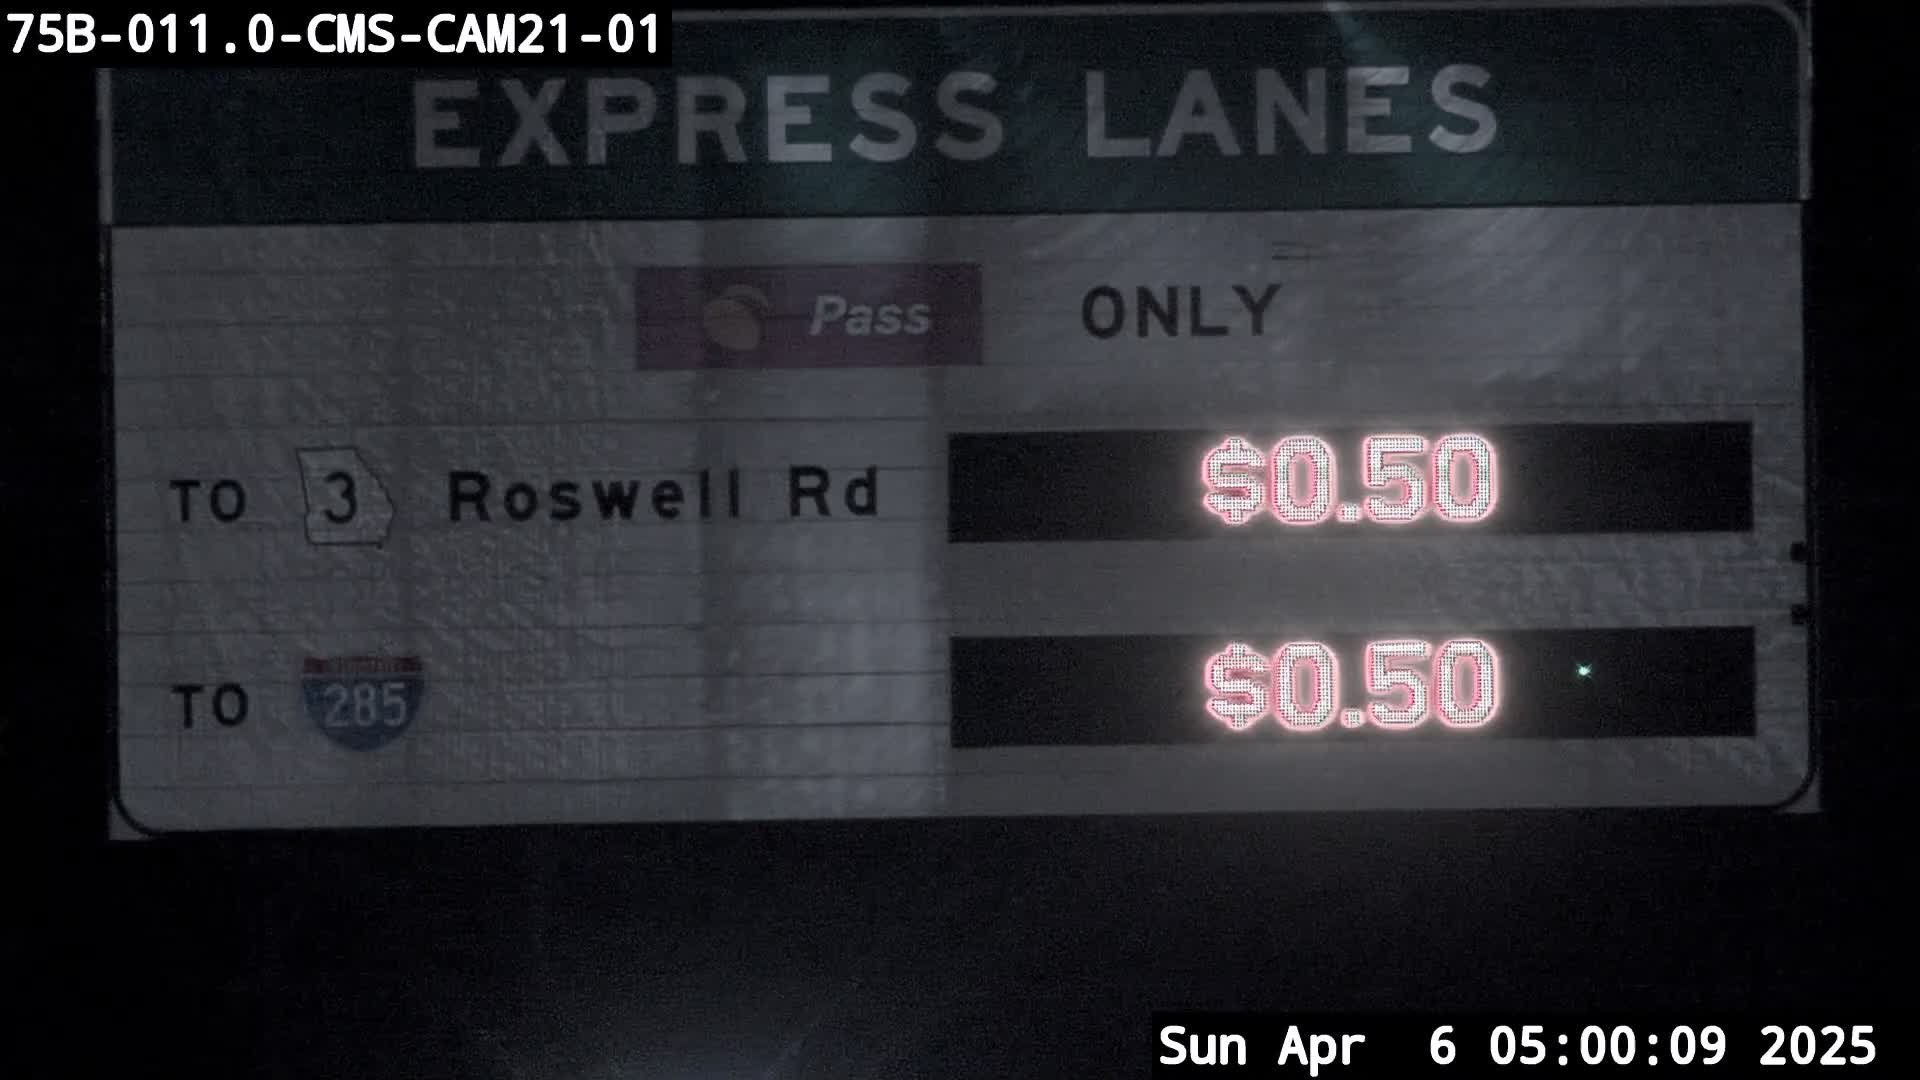 75B-011.0-CMS-CAM21-01
EXPRESS LANES
Pass ONLY
TO 3 Roswell Rd $0.50
TO 285 $0.50
Sun Apr 6 05:00:09 2025